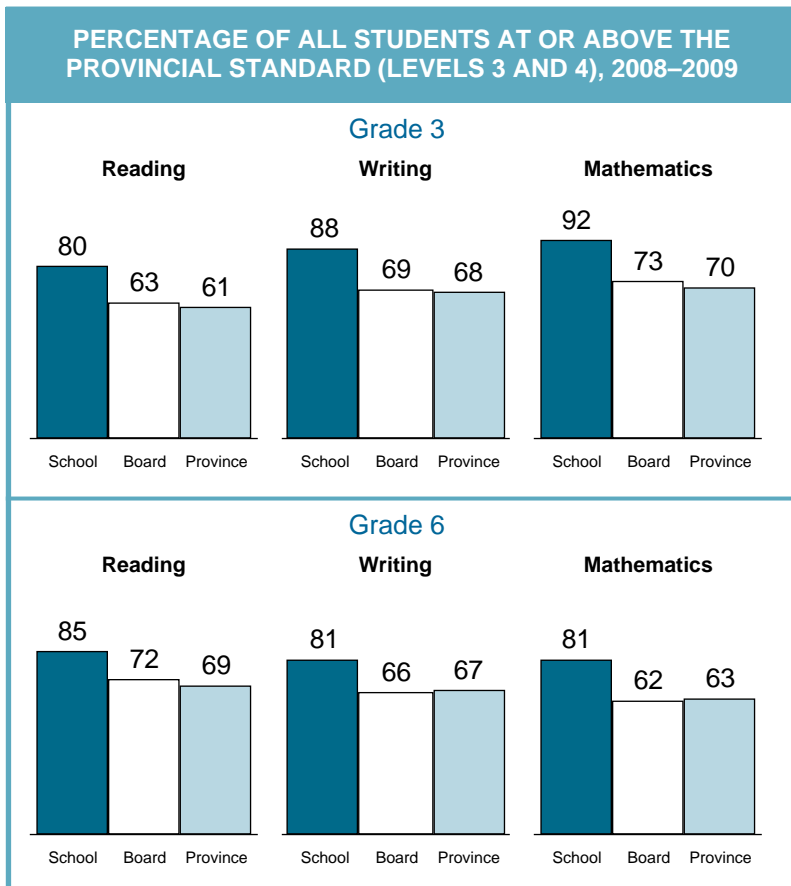 PERCENTAGE OF ALL STUDENTS AT OR ABOVE THE
PROVINCIAL STANDARD (LEVELS 3 AND 4), 2008–2009
Grade 3
Reading
80
63
61
School Board Province
Writing
88
69
68
School Board Province
Mathematics
92
73
70
School Board Province
Grade 6
Reading
85
72
69
School Board Province
Writing
81
66
67
School Board Province
Mathematics
81
62
63
School Board Province